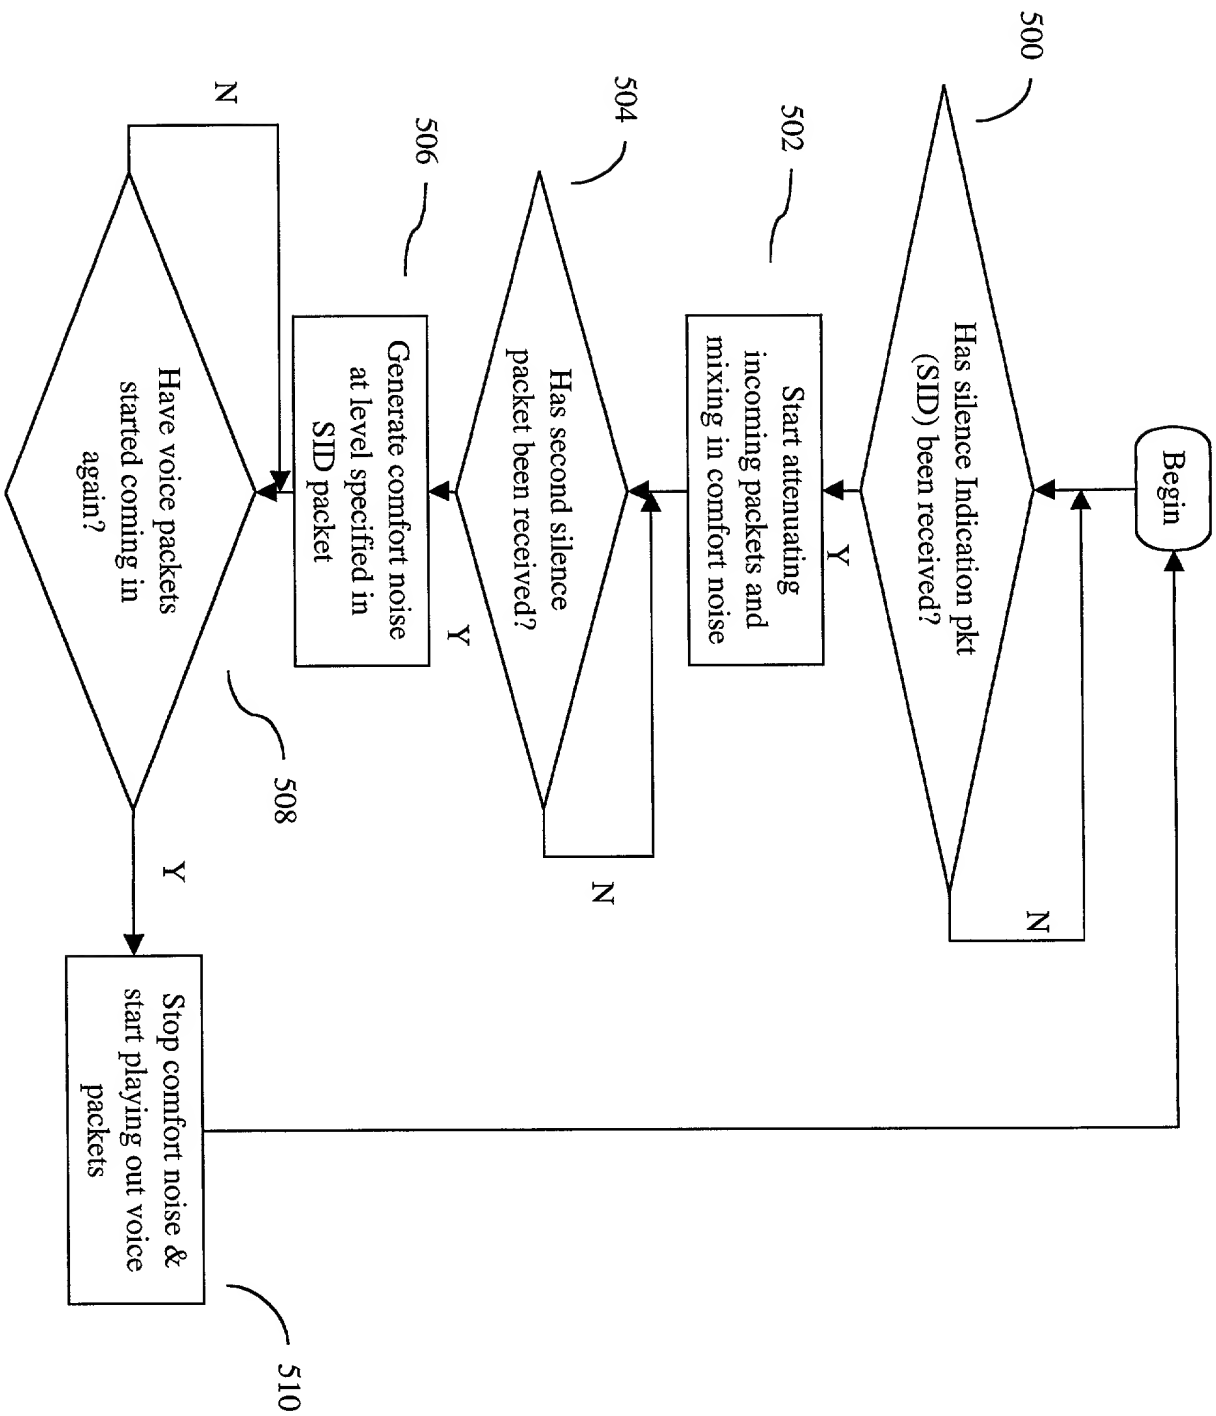 Begin
500
Has silence Indication pkt
(SID) been received?
N
Y
502
Start attenuating
incoming packets and
mixing in comfort noise
504
Has second silence
packet been received?
N
Y
506
Generate comfort noise
at level specified in
SID packet
N
508
Have voice packets
started coming in
again?
Y
Stop comfort noise &
start playing out voice
packets
510